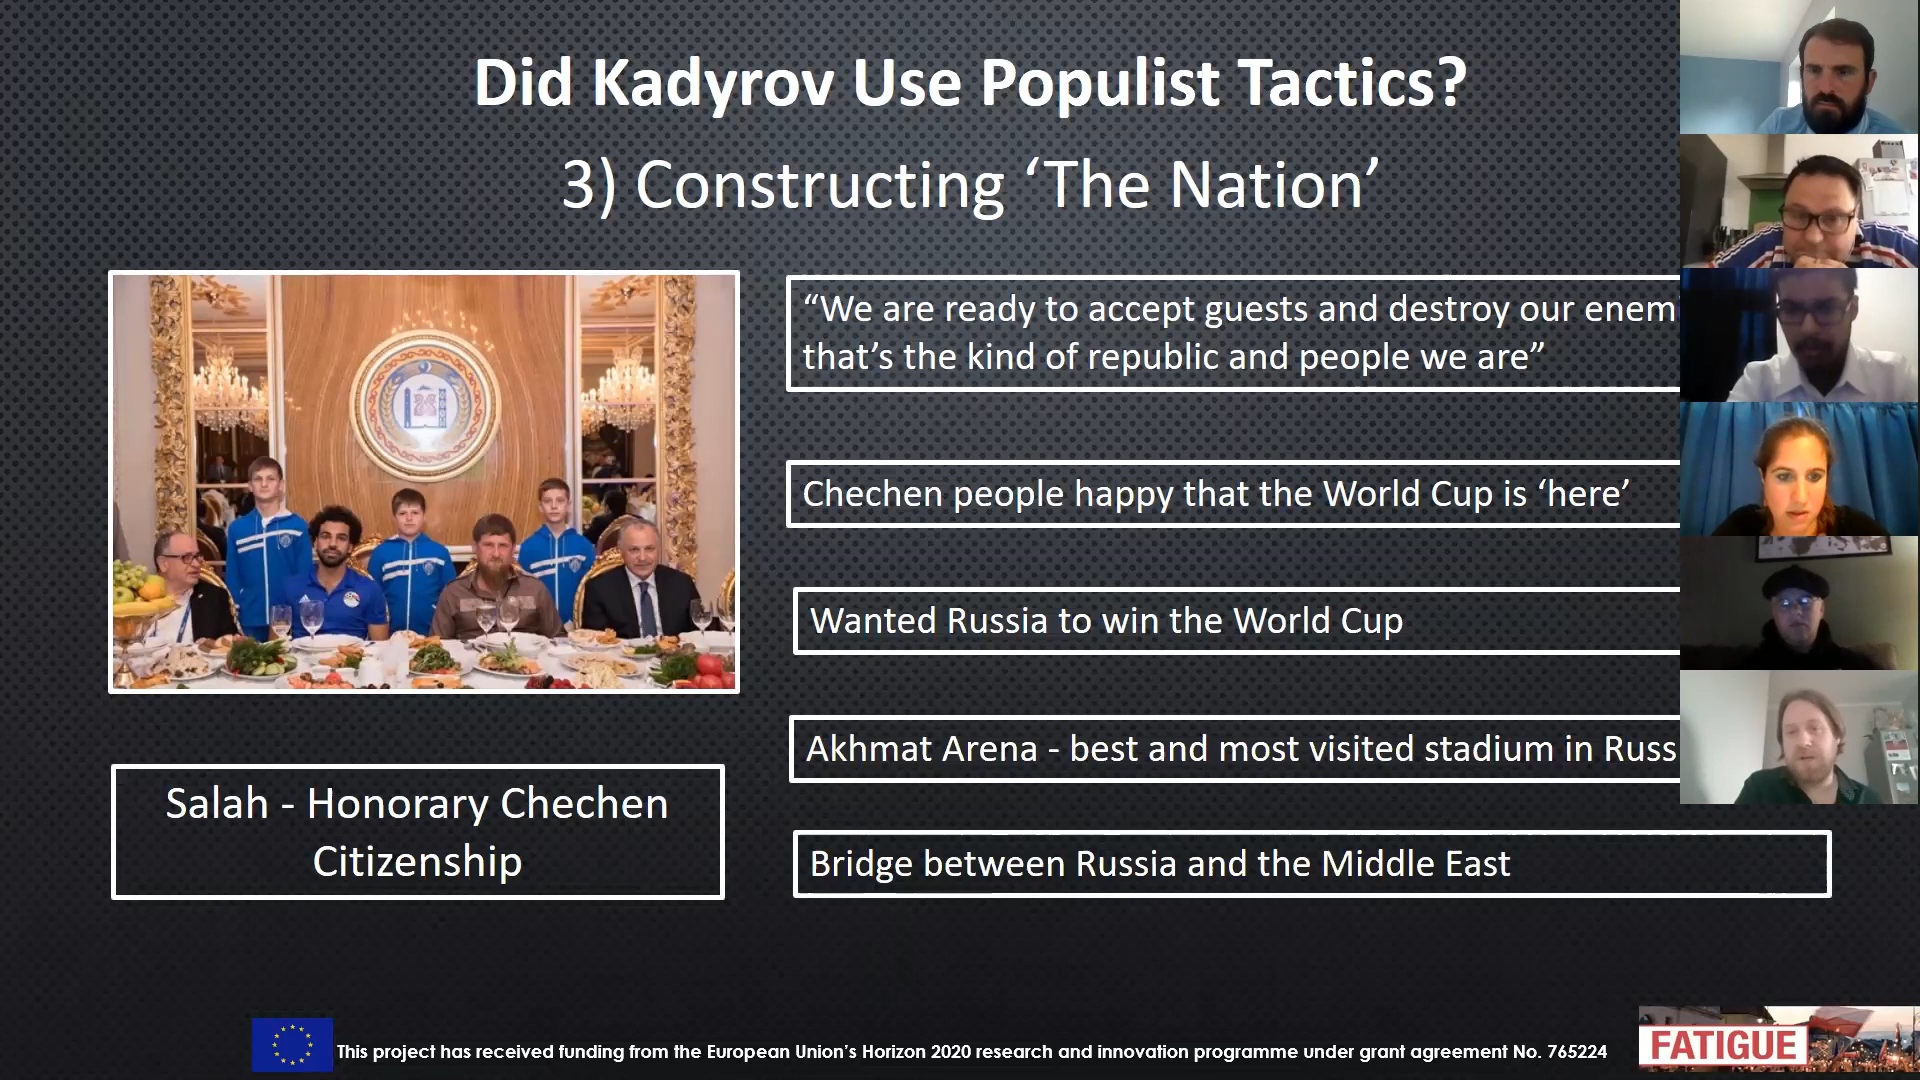 Did Kadyrov Use Populist Tactics?
3) Constructing ‘The Nation’
“We are ready to accept guests and destroy our enemi
that’s the kind of republic and people we are”
Chechen people happy that the World Cup is ‘here’
Wanted Russia to win the World Cup
Akhmat Arena - best and most visited stadium in Russ
Bridge between Russia and the Middle East
Salah - Honorary Chechen
Citizenship
This project has received funding from the European Union’s Horizon 2020 research and innovation programme under grant agreement No. 765224
FATIGUE